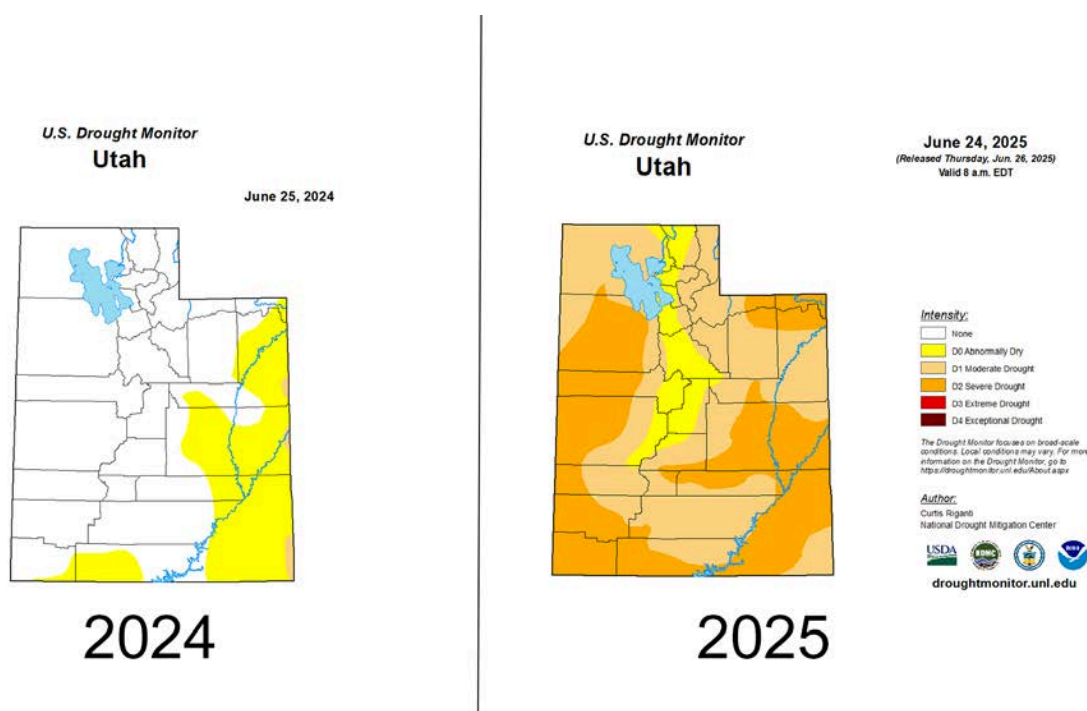 U.S. Drought Monitor
Utah
June 25, 2024
2024
U.S. Drought Monitor
Utah
June 24, 2025
(Released Thursday, Jun. 26, 2025)
Valid 8 a.m. EDT
Intensity:
None
D0 Abnormally Dry
D1 Moderate Drought
D2 Severe Drought
D3 Extreme Drought
D4 Exceptional Drought
The Drought Monitor focuses on broad-scale
conditions. Local conditions may vary. For more
information on the Drought Monitor, go to
https://droughtmonitor.unl.edu/About.aspx
Author:
Curtis Riganti
National Drought Mitigation Center
USDA
NDMC
NOAA
droughtmonitor.unl.edu
2025